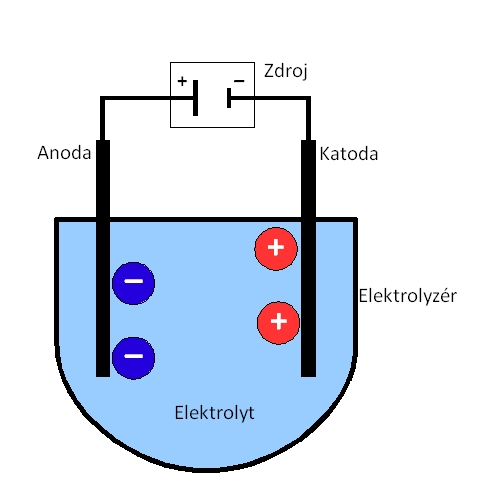 Zdroj
+ −
Anoda
Katoda
+
−
Elektrolyzér
+
−
Elektrolyt